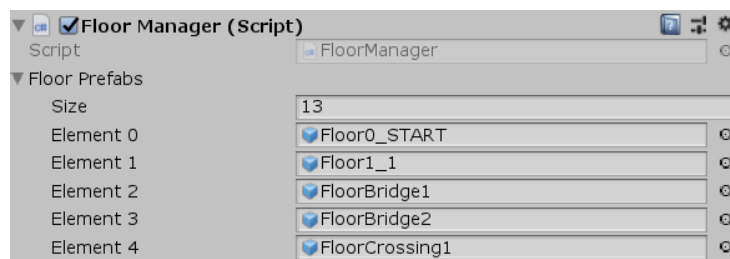 Floor Manager (Script)
Script FloorManager
Floor Prefabs
Size 13
Element 0 Floor0_START
Element 1 Floor1_1
Element 2 FloorBridge1
Element 3 FloorBridge2
Element 4 FloorCrossing1